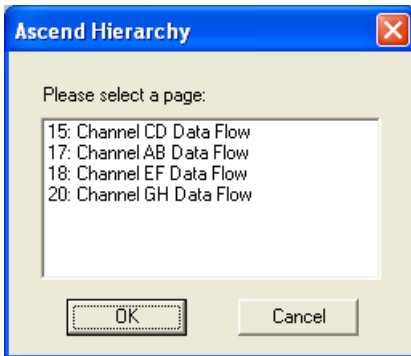 Ascend Hierarchy
Please select a page:
15: Channel CD Data Flow
17: Channel AB Data Flow
18: Channel EF Data Flow
20: Channel GH Data Flow
OK Cancel